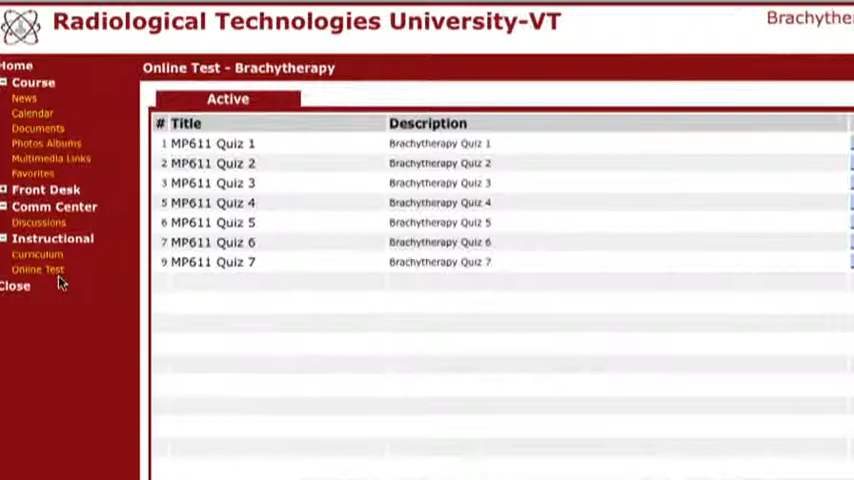 Radiological Technologies University-VT
Home
Course
News
Calendar
Documents
Photos Albums
Multimedia Links
Favorites
Front Desk
Comm Center
Discussions
Instructional
Curriculum
Online Test
Close
Online Test - Brachytherapy
Active
# Title Description
1 MP611 Quiz 1 Brachytherapy Quiz 1
2 MP611 Quiz 2 Brachytherapy Quiz 2
3 MP611 Quiz 3 Brachytherapy Quiz 3
5 MP611 Quiz 4 Brachytherapy Quiz 4
6 MP611 Quiz 5 Brachytherapy Quiz 5
7 MP611 Quiz 6 Brachytherapy Quiz 6
9 MP611 Quiz 7 Brachytherapy Quiz 7